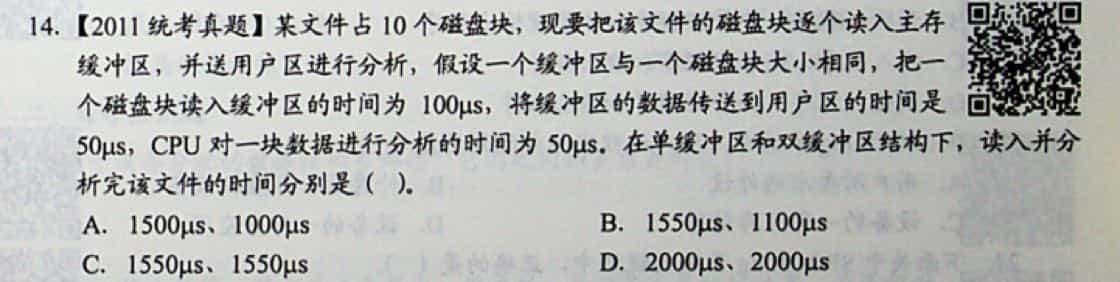 14. 【2011 统考真题】某文件占 10 个磁盘块，现要把该文件的磁盘块逐个读入主存
缓冲区，并送用户区进行分析，假设一个缓冲区与一个磁盘块大小相同，把一
个磁盘块读入缓冲区的时间为 100μs，将缓冲区的数据传送到用户区的时间是
50μs，CPU 对一块数据进行分析的时间为 50μs。在单缓冲区和双缓冲区结构下，读入并分
析完该文件的时间分别是（ ）。
A. 1500μs、1000μs B. 1550μs、1100μs
C. 1550μs、1550μs D. 2000μs、2000μs